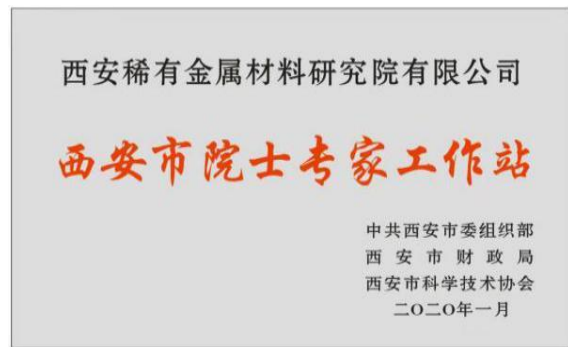 西安稀有金属材料研究院有限公司
西安市院士专家工作站
中共西安市委组织部
西安市财政局
西安市科学技术协会
二〇二〇年一月